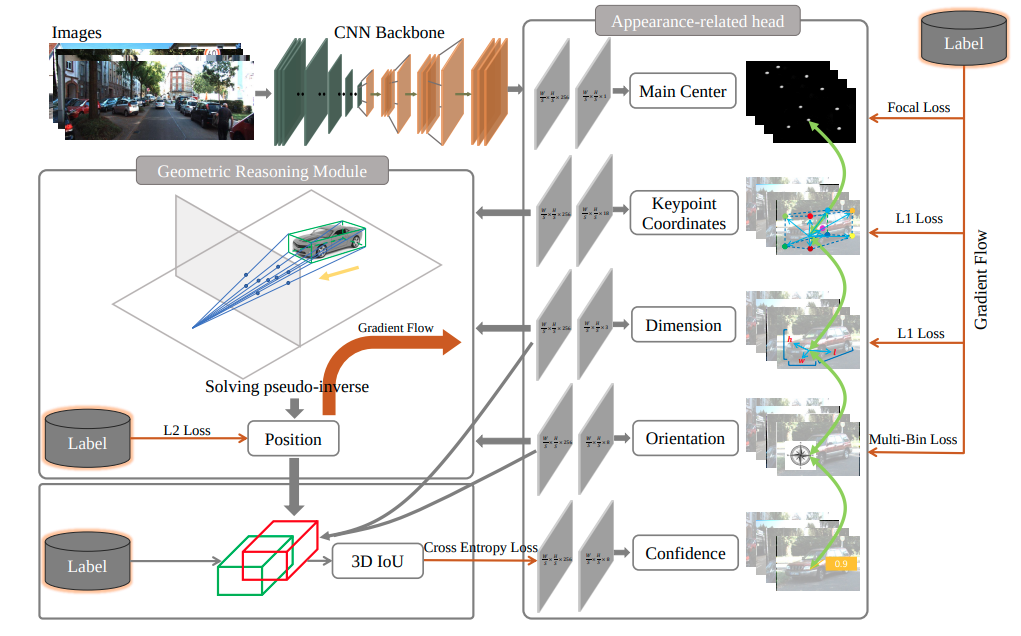 Images
CNN Backbone
Appearance-related head
Label
Main Center
Focal Loss
Geometric Reasoning Module
Keypoint
Coordinates
L1 Loss
Gradient Flow
Dimension
h
w
l
L1 Loss
Gradient Flow
Solving pseudo-inverse
Label
L2 Loss
Position
Orientation
Multi-Bin Loss
Label
3D IoU
Cross Entropy Loss
Confidence
0.9